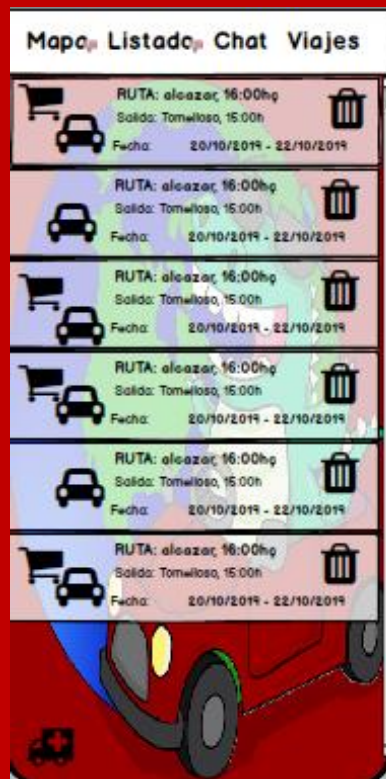 Mapa Listado Chat Viajes
RUTA: alcazar, 16:00hg
Salida: Tomelloso, 15:00h
Fecha: 20/10/2019 - 22/10/2019
RUTA: alcazar, 16:00hg
Salida: Tomelloso, 15:00h
Fecha: 20/10/2019 - 22/10/2019
RUTA: alcazar, 16:00hg
Salida: Tomelloso, 15:00h
Fecha: 20/10/2019 - 22/10/2019
RUTA: alcazar, 16:00hg
Salida: Tomelloso, 15:00h
Fecha: 20/10/2019 - 22/10/2019
RUTA: alcazar, 16:00hg
Salida: Tomelloso, 15:00h
Fecha: 20/10/2019 - 22/10/2019
RUTA: alcazar, 16:00hg
Salida: Tomelloso, 15:00h
Fecha: 20/10/2019 - 22/10/2019